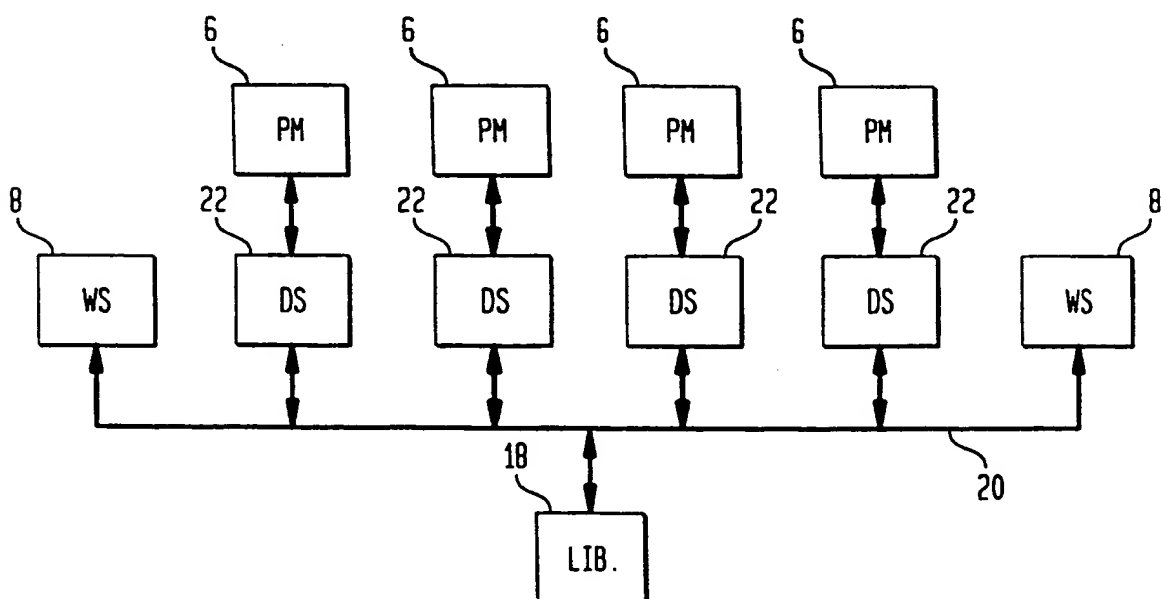 6 6 6 6
PM PM PM PM
8 22 22 22 22 8
WS DS DS DS DS WS
18 20
LIB.